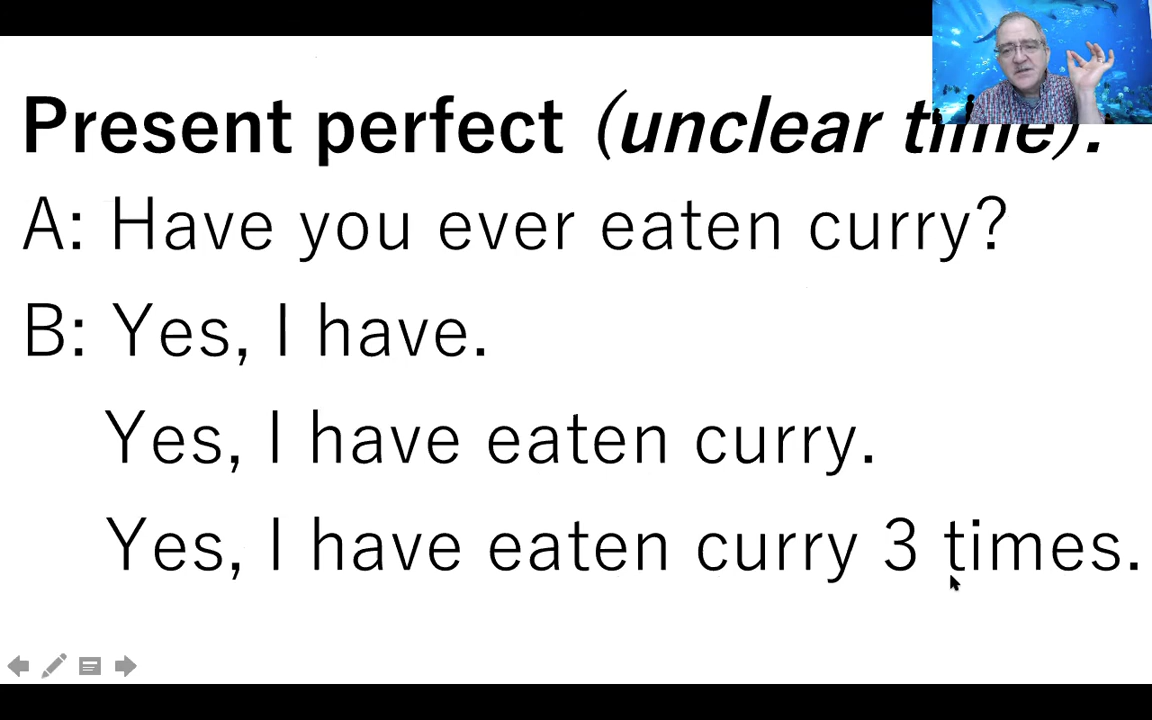 Present perfect (unclear time).
A: Have you ever eaten curry?
B: Yes, I have.
Yes, I have eaten curry.
Yes, I have eaten curry 3 times.